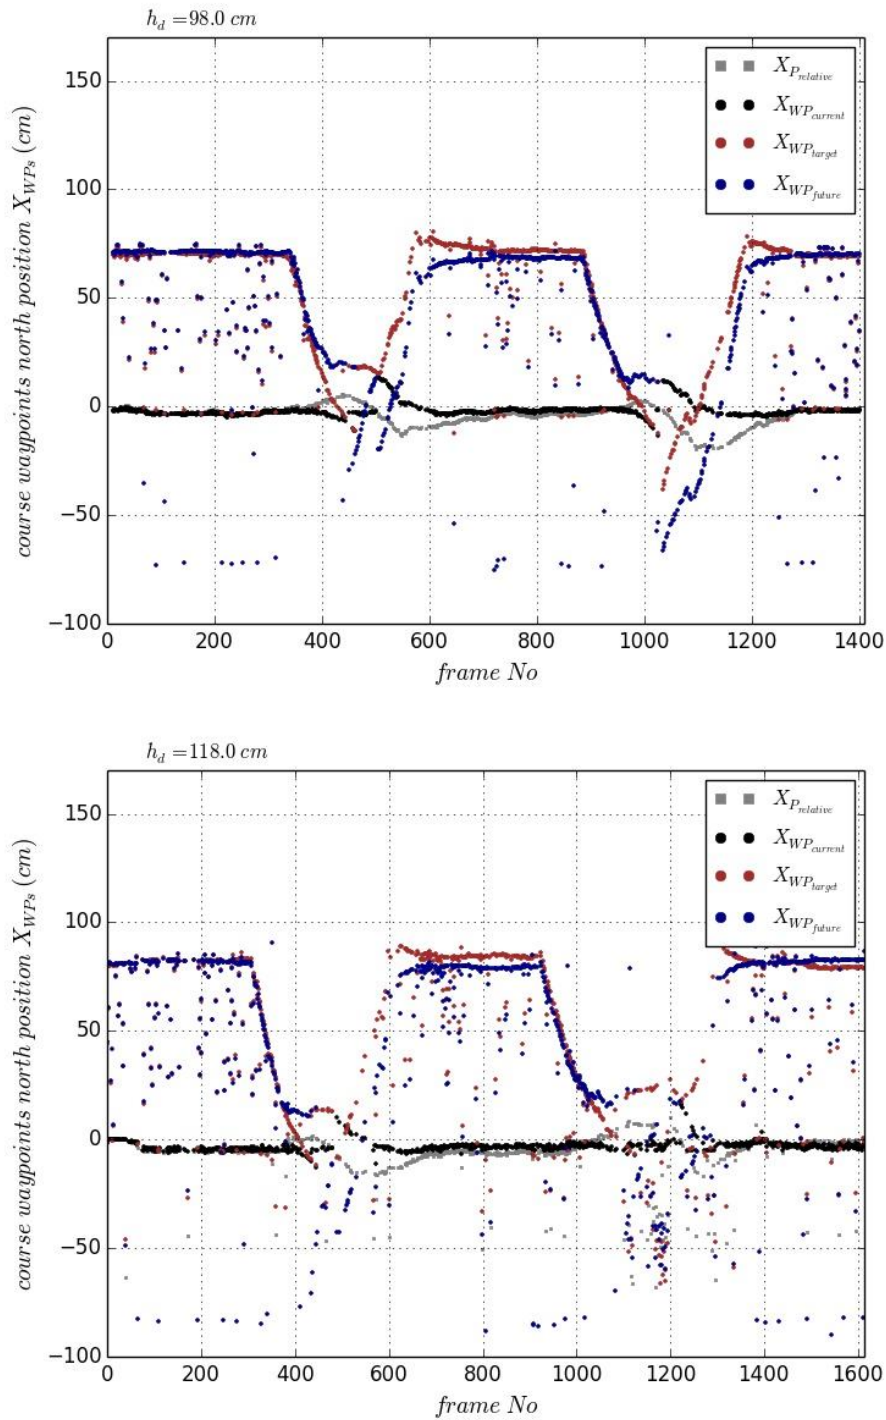 h_d =98.0 cm
150
100
50
0
−50
−100
course waypoints north position X_WPs (cm)
X_P_relative
X_WP_current
X_WP_target
X_WP_future
0 200 400 600 800 1000 1200 1400
frame No
h_d =118.0 cm
150
100
50
0
−50
−100
course waypoints north position X_WPs (cm)
X_P_relative
X_WP_current
X_WP_target
X_WP_future
0 200 400 600 800 1000 1200 1400 1600
frame No